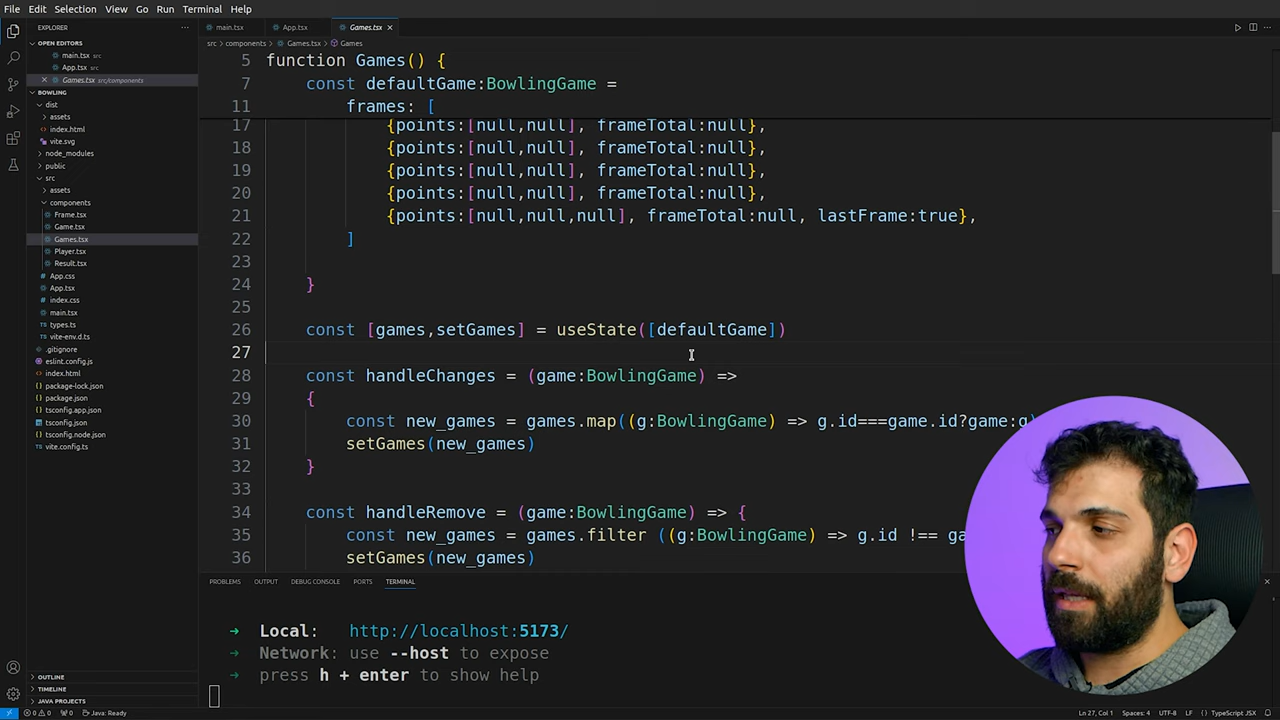 File Edit Selection View Go Run Terminal Help
EXPLORER ···
OPEN EDITORS
main.tsx src
App.tsx src
Games.tsx src/components
BOWLING
dist
assets
index.html
vite.svg
node_modules
public
src
assets
components
Frame.tsx
Game.tsx
Games.tsx
Player.tsx
Result.tsx
App.css
App.tsx
index.css
main.tsx
types.ts
vite-env.d.ts
.gitignore
eslint.config.js
index.html
package-lock.json
package.json
tsconfig.app.json
tsconfig.json
tsconfig.node.json
vite.config.ts
OUTLINE
TIMELINE
JAVA PROJECTS
main.tsx App.tsx Games.tsx
src > components > Games.tsx > Games
5 function Games() {
7 const defaultGame:BowlingGame =
11 frames: [
17 {points:[null,null], frameTotal:null},
18 {points:[null,null], frameTotal:null},
19 {points:[null,null], frameTotal:null},
20 {points:[null,null], frameTotal:null},
21 {points:[null,null,null], frameTotal:null, lastFrame:true},
22 ]
23
24 }
25
26 const [games,setGames] = useState([defaultGame])
27
28 const handleChanges = (game:BowlingGame) =>
29 {
30 const new_games = games.map((g:BowlingGame) => g.id===game.id?game:g)
31 setGames(new_games)
32 }
33
34 const handleRemove = (game:BowlingGame) => {
35 const new_games = games.filter ((g:BowlingGame) => g.id !== ga
36 setGames(new_games)
PROBLEMS OUTPUT DEBUG CONSOLE PORTS TERMINAL
➜ Local: http://localhost:5173/
➜ Network: use --host to expose
➜ press h + enter to show help
0 0 0 Java: Ready Ln 27, Col 1 Spaces: 4 UTF-8 LF {} TypeScript JSX